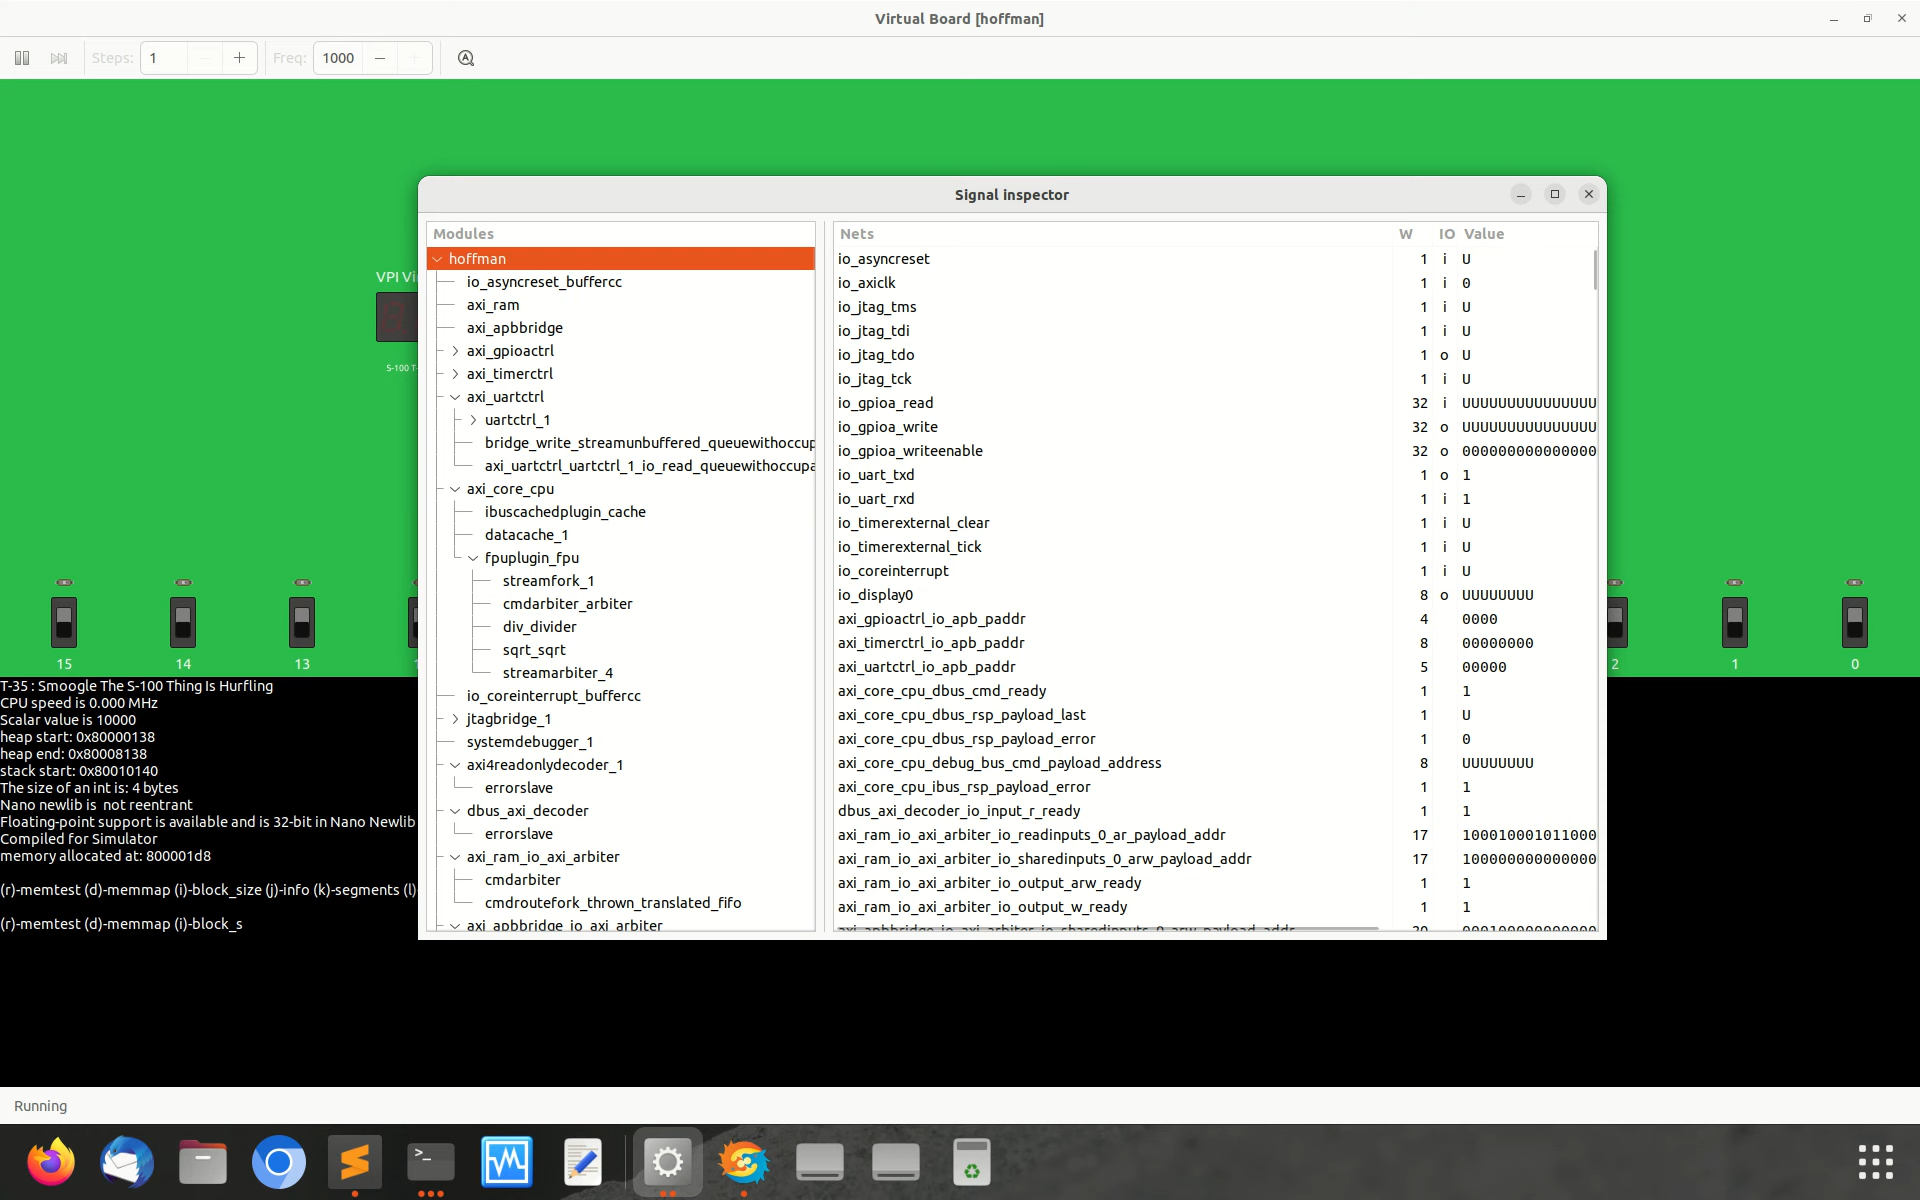 Virtual Board [hoffman]
Steps: 1 Freq: 1000
VPI Vi
S-100 T-
15 14 13 1 2 1 0
Signal inspector
Modules
hoffman
io_asyncreset_buffercc
axi_ram
axi_apbbridge
axi_gpioactrl
axi_timerctrl
axi_uartctrl
uartctrl_1
bridge_write_streamunbuffered_queuewithoccup
axi_uartctrl_uartctrl_1_io_read_queuewithoccupa
axi_core_cpu
ibuscachedplugin_cache
datacache_1
fpuplugin_fpu
streamfork_1
cmdarbiter_arbiter
div_divider
sqrt_sqrt
streamarbiter_4
io_coreinterrupt_buffercc
jtagbridge_1
systemdebugger_1
axi4readonlydecoder_1
errorslave
dbus_axi_decoder
errorslave
axi_ram_io_axi_arbiter
cmdarbiter
cmdroutefork_thrown_translated_fifo
axi_apbbridge_io_axi_arbiter
Nets W IO Value
io_asyncreset 1 i U
io_axiclk 1 i 0
io_jtag_tms 1 i U
io_jtag_tdi 1 i U
io_jtag_tdo 1 o U
io_jtag_tck 1 i U
io_gpioa_read 32 i UUUUUUUUUUUUUUU
io_gpioa_write 32 o UUUUUUUUUUUUUUU
io_gpioa_writeenable 32 o 000000000000000
io_uart_txd 1 o 1
io_uart_rxd 1 i 1
io_timerexternal_clear 1 i U
io_timerexternal_tick 1 i U
io_coreinterrupt 1 i U
io_display0 8 o UUUUUUUU
axi_gpioactrl_io_apb_paddr 4 0000
axi_timerctrl_io_apb_paddr 8 00000000
axi_uartctrl_io_apb_paddr 5 00000
axi_core_cpu_dbus_cmd_ready 1 1
axi_core_cpu_dbus_rsp_payload_last 1 U
axi_core_cpu_dbus_rsp_payload_error 1 0
axi_core_cpu_debug_bus_cmd_payload_address 8 UUUUUUUU
axi_core_cpu_ibus_rsp_payload_error 1 1
dbus_axi_decoder_io_input_r_ready 1 1
axi_ram_io_axi_arbiter_io_readinputs_0_ar_payload_addr 17 100010001011000
axi_ram_io_axi_arbiter_io_sharedinputs_0_arw_payload_addr 17 100000000000000
axi_ram_io_axi_arbiter_io_output_arw_ready 1 1
axi_ram_io_axi_arbiter_io_output_w_ready 1 1
axi_apbbridge_io_axi_arbiter_io_sharedinputs_0_arw_payload_addr 20 000100000000000
T-35 : Smoogle The S-100 Thing Is Hurfling
CPU speed is 0.000 MHz
Scalar value is 10000
heap start: 0x80000138
heap end: 0x80008138
stack start: 0x80010140
The size of an int is: 4 bytes
Nano newlib is not reentrant
Floating-point support is available and is 32-bit in Nano Newlib
Compiled for Simulator
memory allocated at: 800001d8
(r)-memtest (d)-memmap (i)-block_size (j)-info (k)-segments (l)
(r)-memtest (d)-memmap (i)-block_s
Running